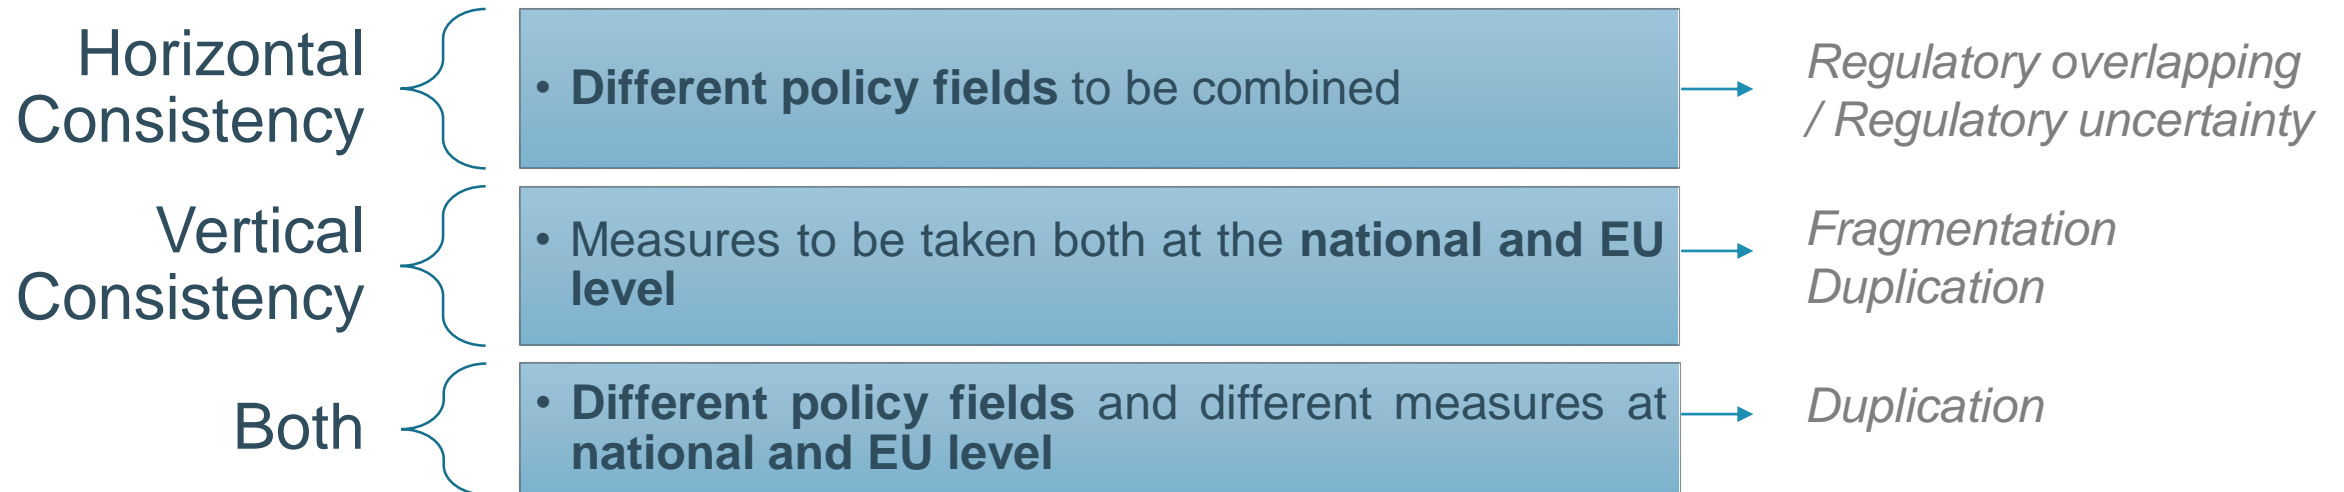 Horizontal
Consistency
• Different policy fields to be combined
Regulatory overlapping
/ Regulatory uncertainty
Vertical
Consistency
• Measures to be taken both at the national and EU
level
Fragmentation
Duplication
Both
• Different policy fields and different measures at
national and EU level
Duplication